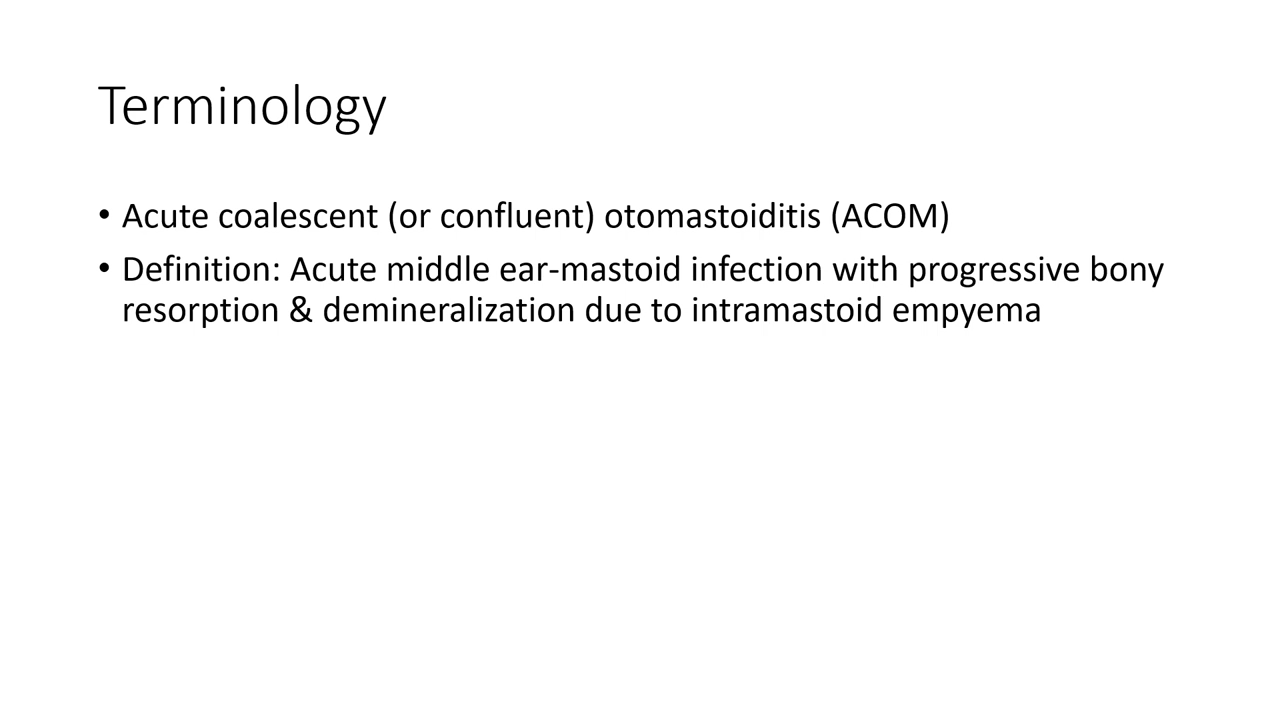 Terminology
• Acute coalescent (or confluent) otomastoiditis (ACOM)
• Definition: Acute middle ear-mastoid infection with progressive bony
resorption & demineralization due to intramastoid empyema